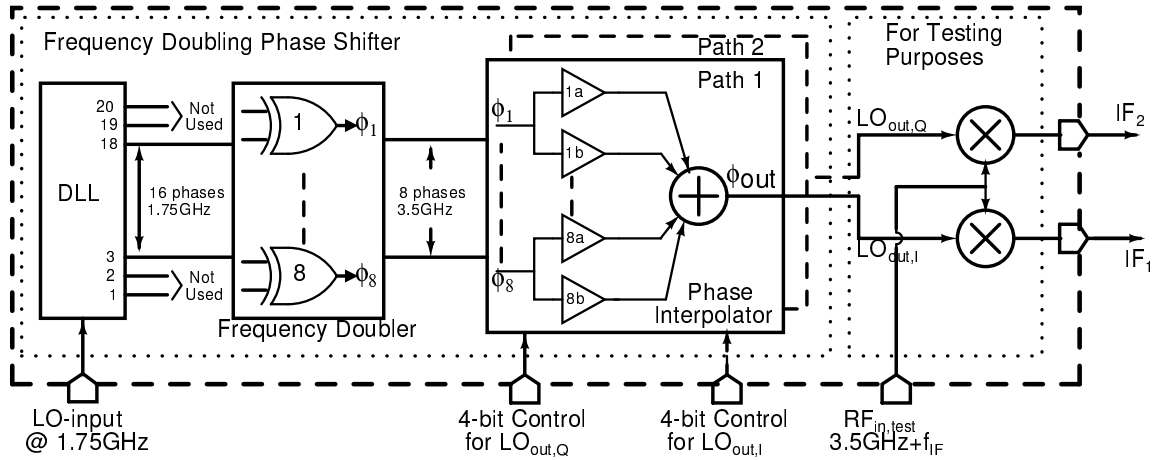 Frequency Doubling Phase Shifter
Path 2
Path 1
For Testing
Purposes
20
19
18
Not
Used
DLL
16 phases
1.75GHz
3
2
1
Not
Used
1
ϕ1
8
ϕ8
Frequency Doubler
8 phases
3.5GHz
ϕ1
1a
1b
8a
8b
ϕ8
ϕout
Phase
Interpolator
LOout,Q
LOout,I
IF2
IF1
LO-input
@ 1.75GHz
4-bit Control
for LOout,Q
4-bit Control
for LOout,I
RFin,test
3.5GHz+fIF